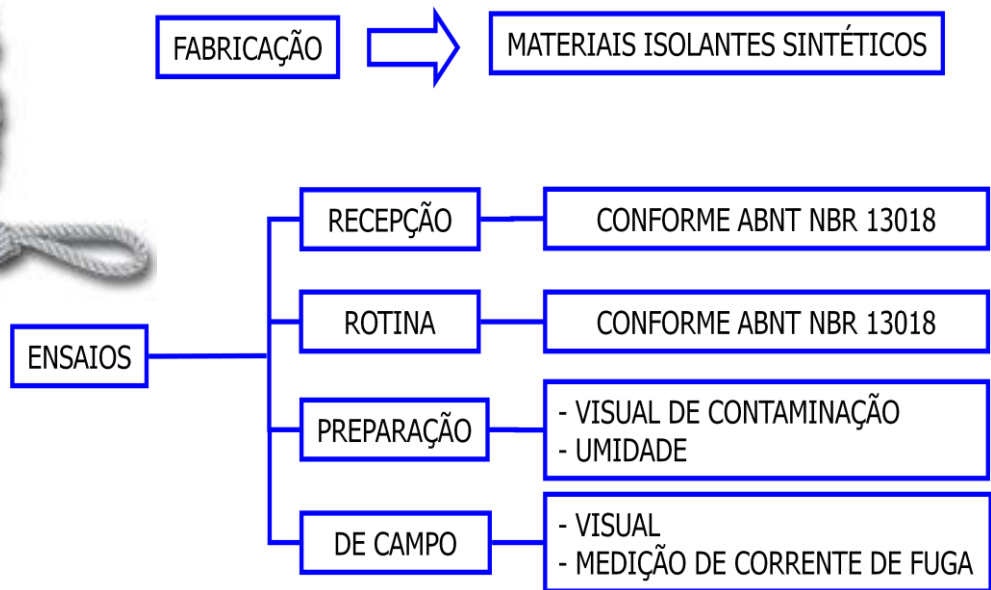 FABRICAÇÃO
MATERIAIS ISOLANTES SINTÉTICOS
RECEPÇÃO
CONFORME ABNT NBR 13018
ROTINA
CONFORME ABNT NBR 13018
ENSAIOS
PREPARAÇÃO
- VISUAL DE CONTAMINAÇÃO
- UMIDADE
DE CAMPO
- VISUAL
- MEDIÇÃO DE CORRENTE DE FUGA